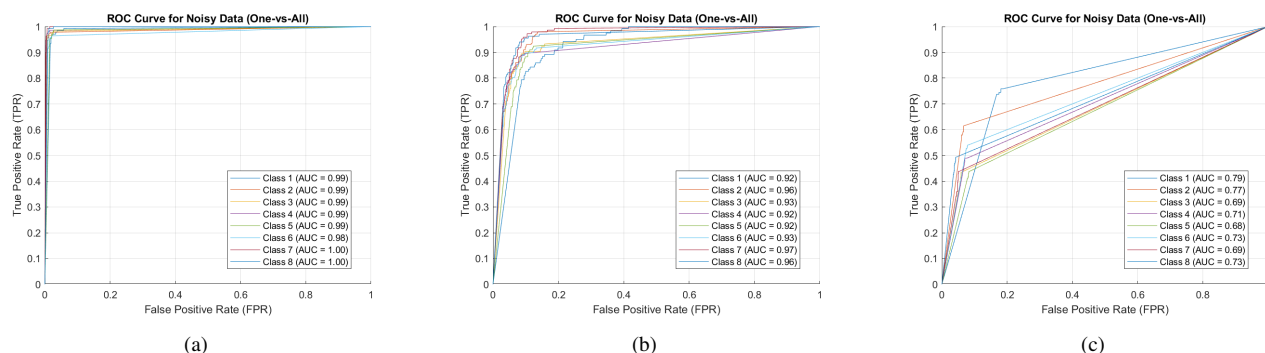 ROC Curve for Noisy Data (One-vs-All)
1
0.9
0.8
0.7
0.6
0.5
0.4
0.3
0.2
0.1
0
True Positive Rate (TPR)
Class 1 (AUC = 0.99)
Class 2 (AUC = 0.99)
Class 3 (AUC = 0.99)
Class 4 (AUC = 0.99)
Class 5 (AUC = 0.99)
Class 6 (AUC = 0.98)
Class 7 (AUC = 1.00)
Class 8 (AUC = 1.00)
0 0.2 0.4 0.6 0.8 1
False Positive Rate (FPR)
(a)
ROC Curve for Noisy Data (One-vs-All)
1
0.9
0.8
0.7
0.6
0.5
0.4
0.3
0.2
0.1
0
True Positive Rate (TPR)
Class 1 (AUC = 0.92)
Class 2 (AUC = 0.96)
Class 3 (AUC = 0.93)
Class 4 (AUC = 0.92)
Class 5 (AUC = 0.92)
Class 6 (AUC = 0.93)
Class 7 (AUC = 0.97)
Class 8 (AUC = 0.96)
0 0.2 0.4 0.6 0.8 1
False Positive Rate (FPR)
(b)
ROC Curve for Noisy Data (One-vs-All)
1
0.9
0.8
0.7
0.6
0.5
0.4
0.3
0.2
0.1
0
True Positive Rate (TPR)
Class 1 (AUC = 0.79)
Class 2 (AUC = 0.77)
Class 3 (AUC = 0.69)
Class 4 (AUC = 0.71)
Class 5 (AUC = 0.68)
Class 6 (AUC = 0.73)
Class 7 (AUC = 0.69)
Class 8 (AUC = 0.73)
0 0.2 0.4 0.6 0.8
False Positive Rate (FPR)
(c)